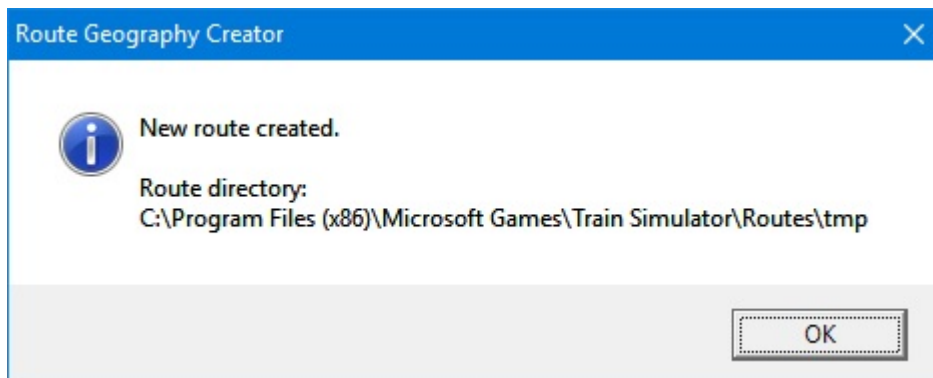 Route Geography Creator
New route created.
Route directory:
C:\Program Files (x86)\Microsoft Games\Train Simulator\Routes\tmp
OK